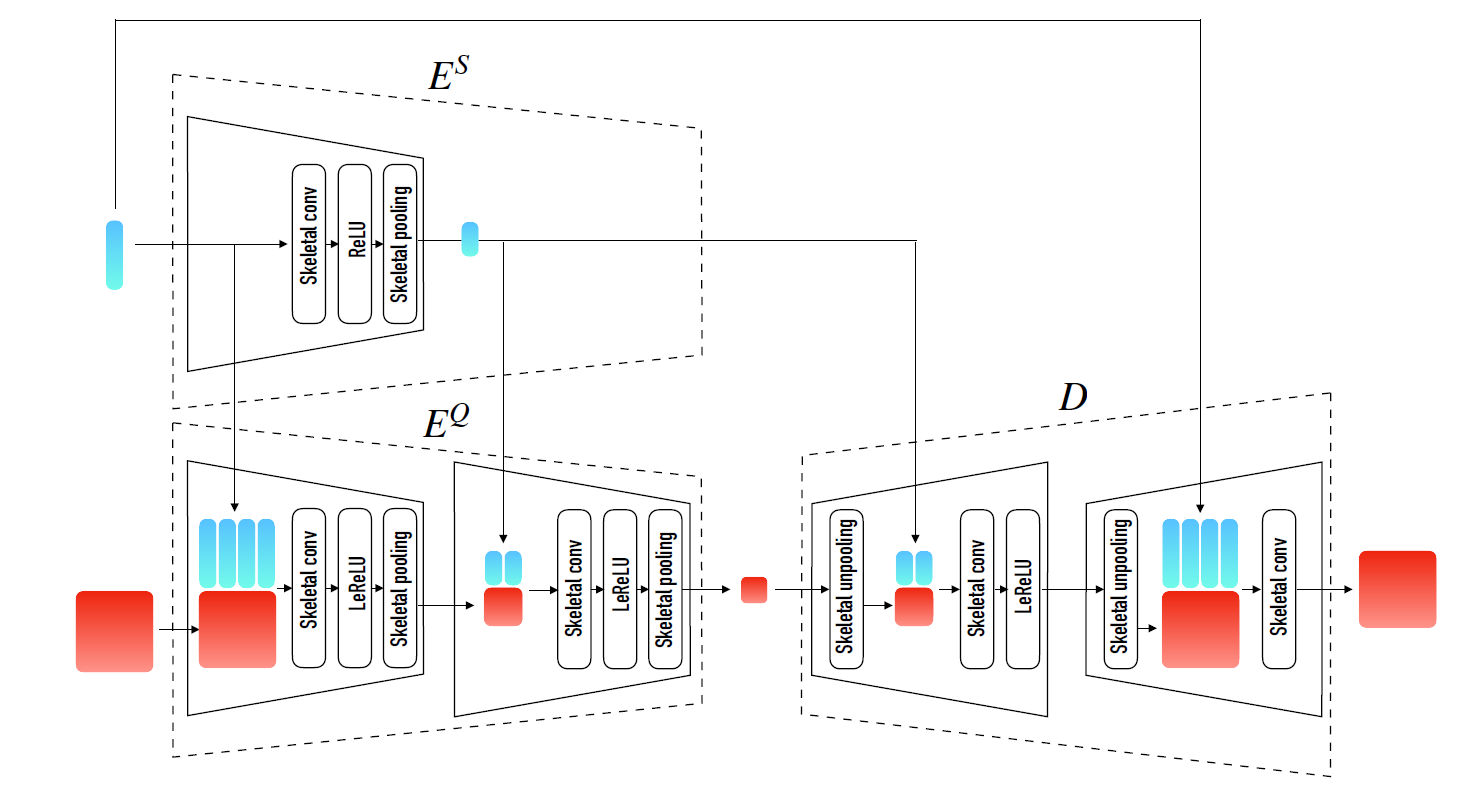 E^S
Skeletal conv
ReLU
Skeletal pooling
E^Q
D
Skeletal conv
LeReLU
Skeletal pooling
Skeletal conv
LeReLU
Skeletal pooling
Skeletal unpooling
Skeletal conv
LeReLU
Skeletal unpooling
Skeletal conv